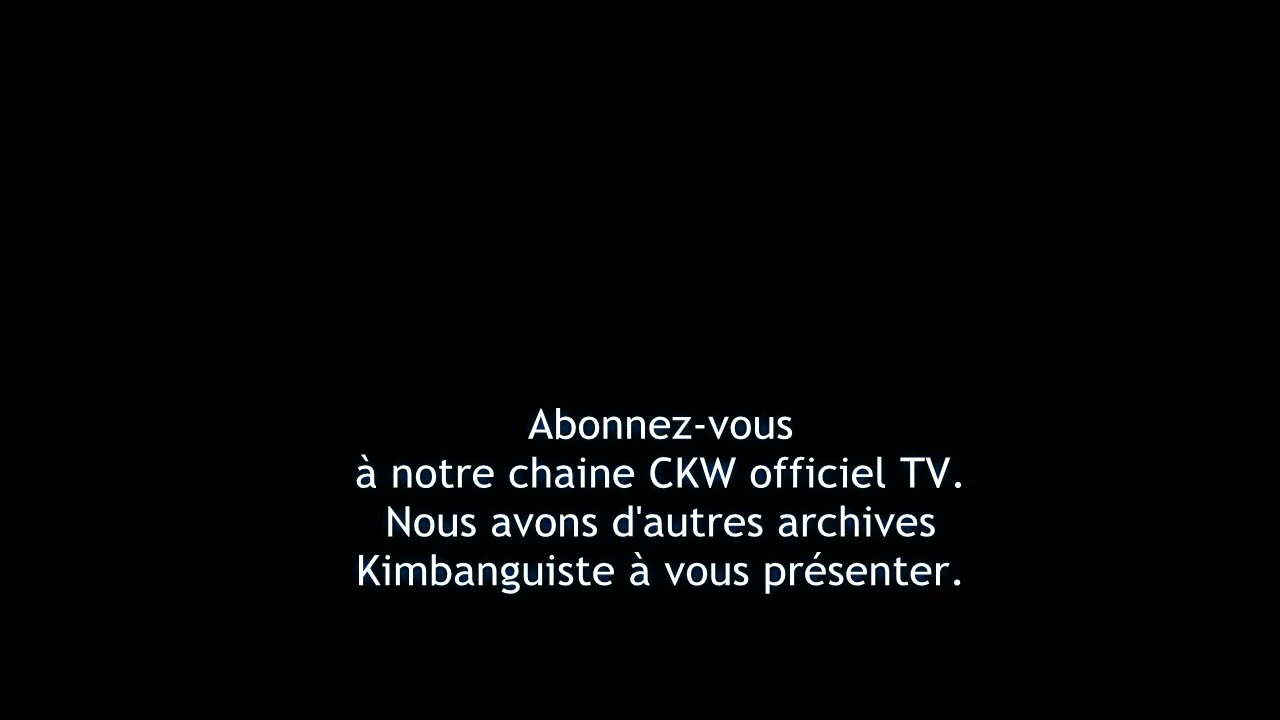 Abonnez-vous
à notre chaine CKW officiel TV.
Nous avons d'autres archives
Kimbanguiste à vous présenter.